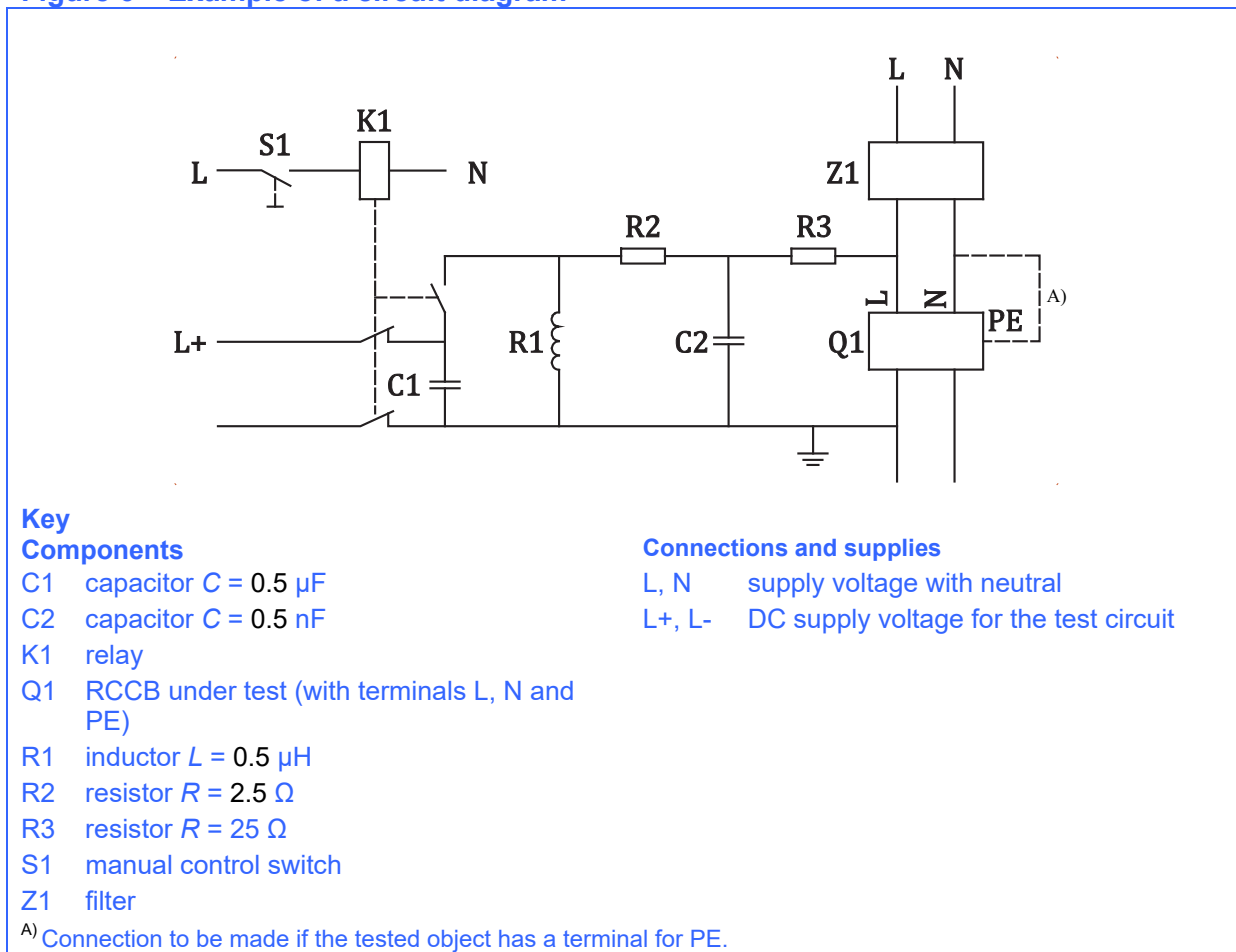 L N
K1
S1
L N Z1
R2 R3
L N A)
PE
L+ R1 C2 Q1
C1
Key
Components
C1 capacitor C = 0.5 µF
C2 capacitor C = 0.5 nF
K1 relay
Q1 RCCB under test (with terminals L, N and
PE)
R1 inductor L = 0.5 µH
R2 resistor R = 2.5 Ω
R3 resistor R = 25 Ω
S1 manual control switch
Z1 filter
Connections and supplies
L, N supply voltage with neutral
L+, L- DC supply voltage for the test circuit
A) Connection to be made if the tested object has a terminal for PE.